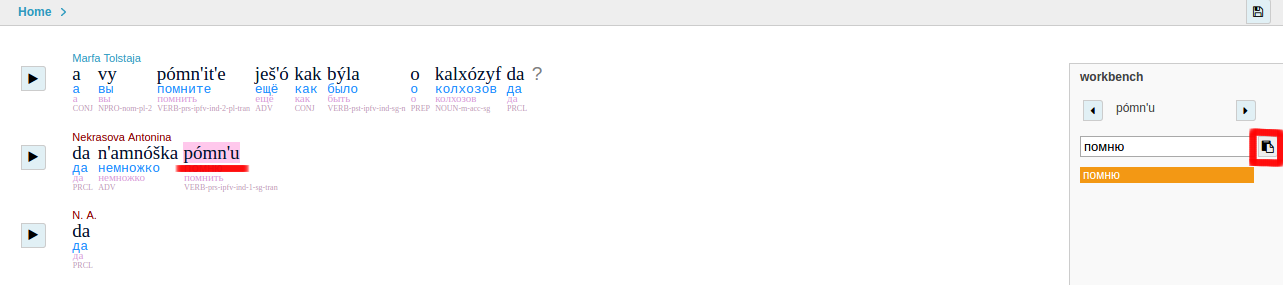 Home >
Marfa Tolstaja
a vy pómn'it'e ješ'ó kak býla o kalxózyf da ?
а вы помните ещё как было о колхозов да
а вы помнить ещё как быть о колхозов да
CONJ NPRO-nom-pl-2 VERB-prs-ipfv-ind-2-pl-tran ADV CONJ VERB-pst-ipfv-ind-sg-n PREP NOUN-m-acc-sg PRCL
workbench
pómn'u
помню
помню
Nekrasova Antonina
da n'amnóška pómn'u
да немножко
да немножко помнить
PRCL ADV VERB-prs-ipfv-ind-1-sg-tran
N. A.
da
да
да
PRCL